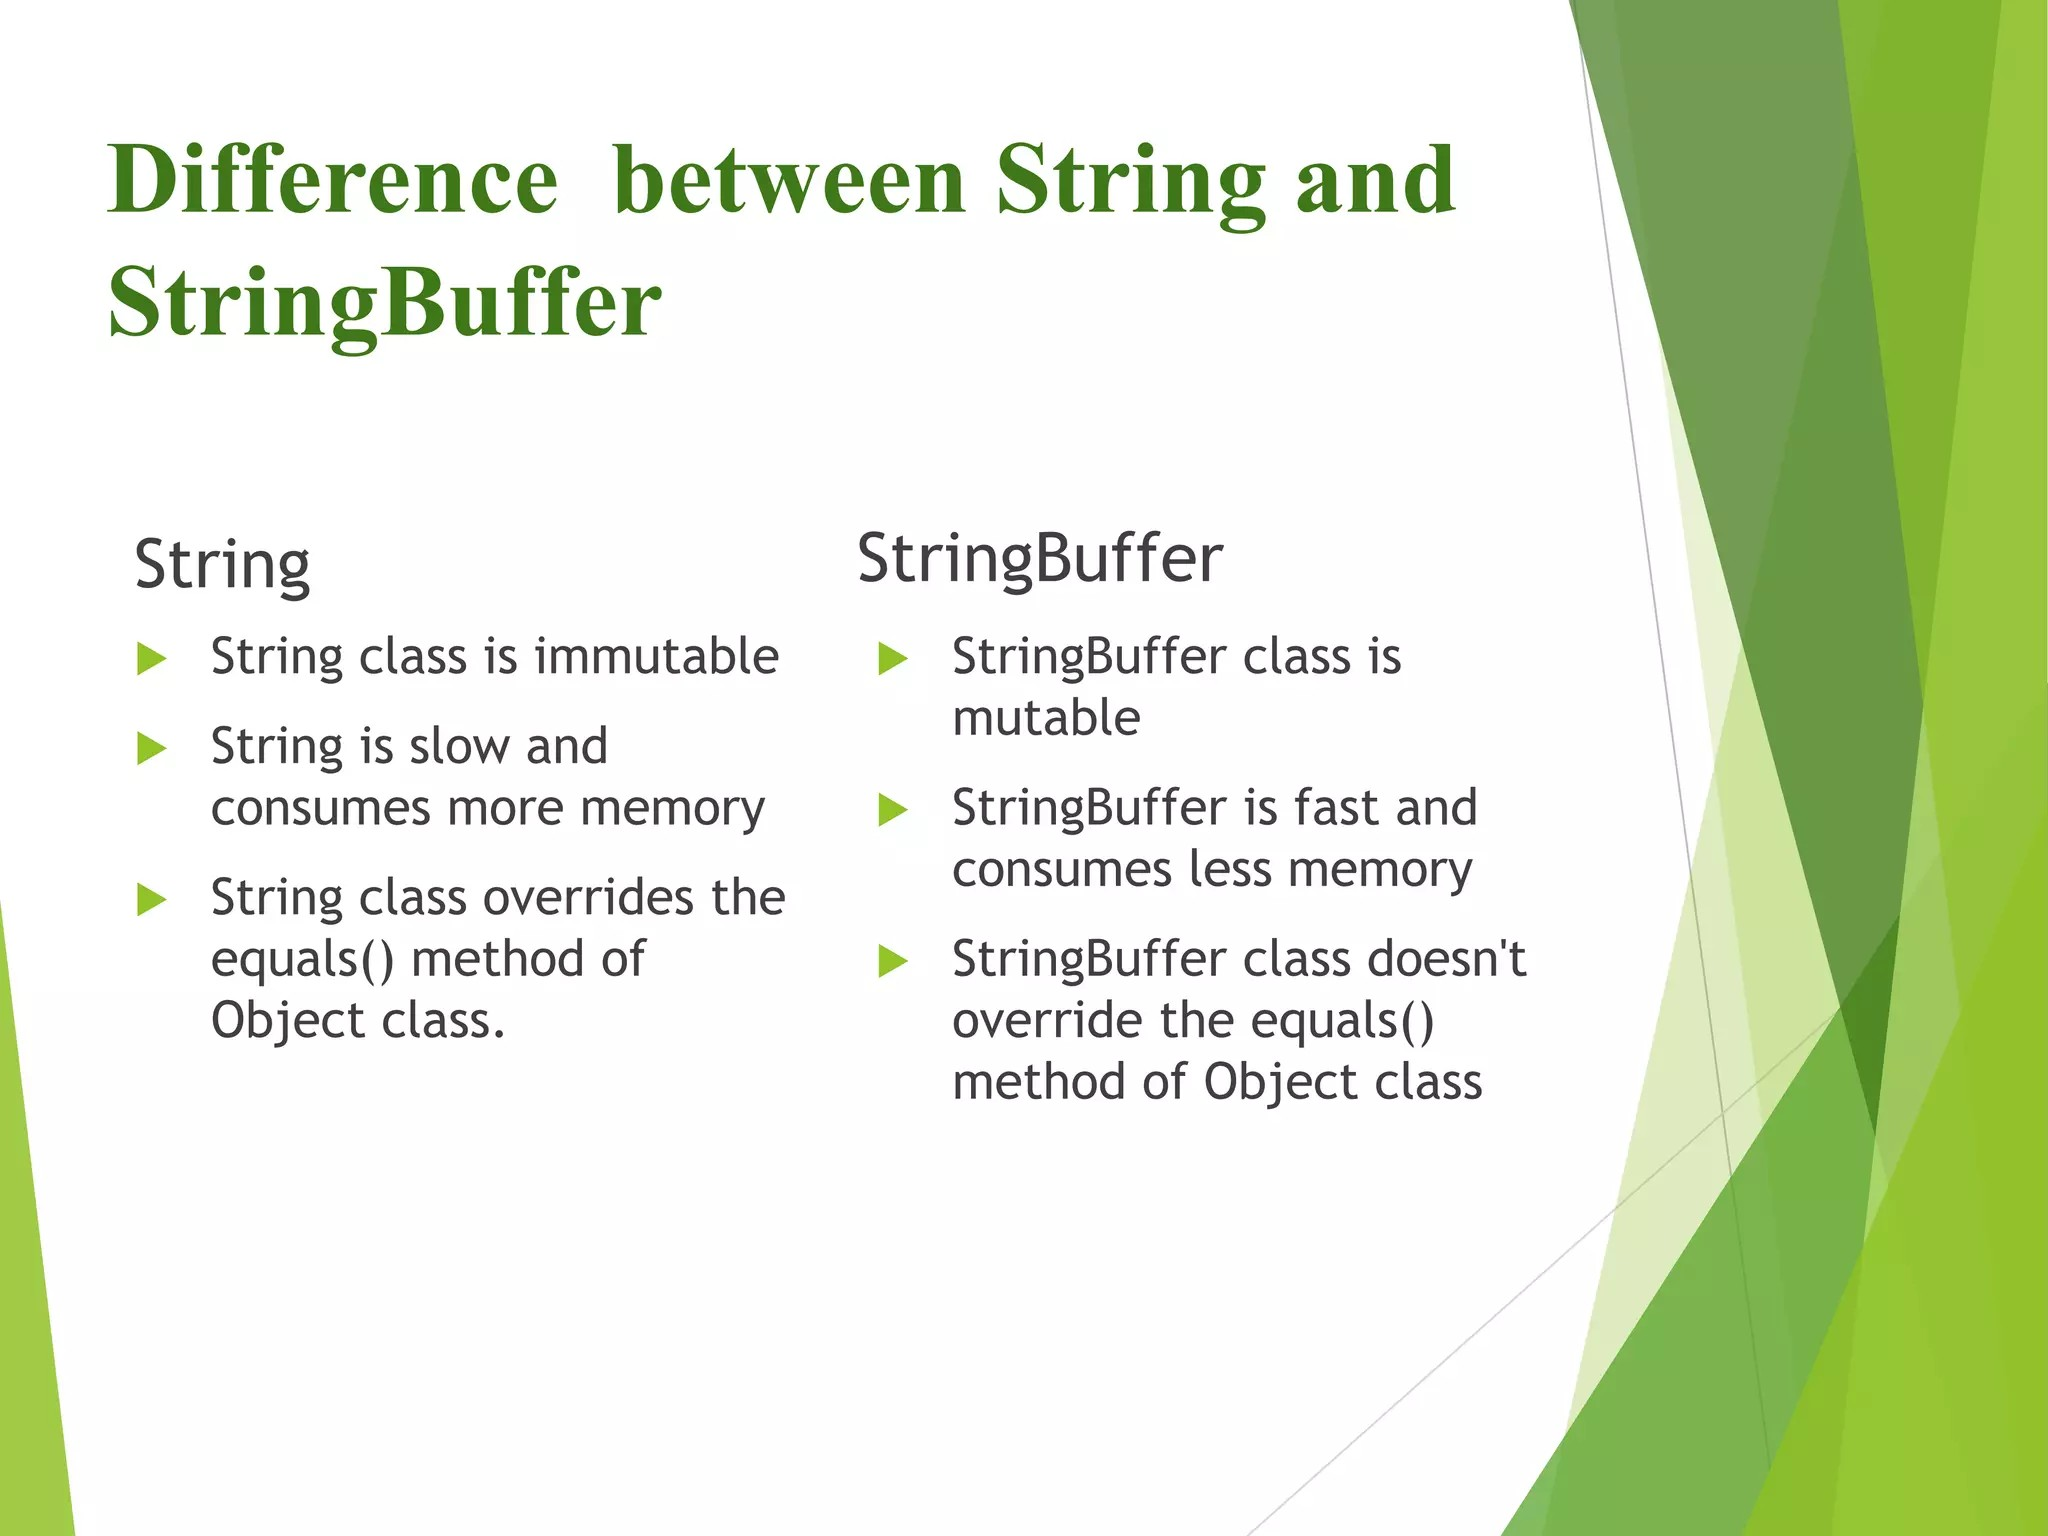 Difference  between String and
StringBuffer
String
String class is immutable
String is slow and
consumes more memory
String class overrides the
equals() method of
Object class.
StringBuffer
StringBuffer class is
mutable
StringBuffer is fast and
consumes less memory
StringBuffer class doesn't
override the equals()
method of Object class